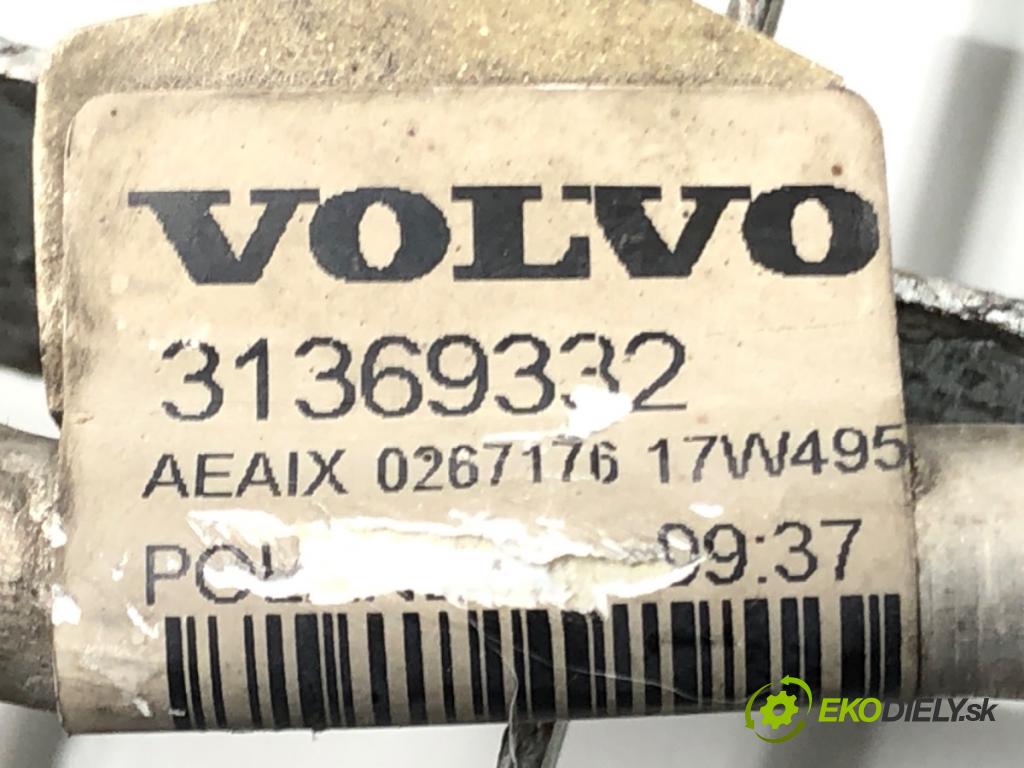 VOLVO
31369332
AEAIX 0267176 17W495
09:37
EKODIELY.sk